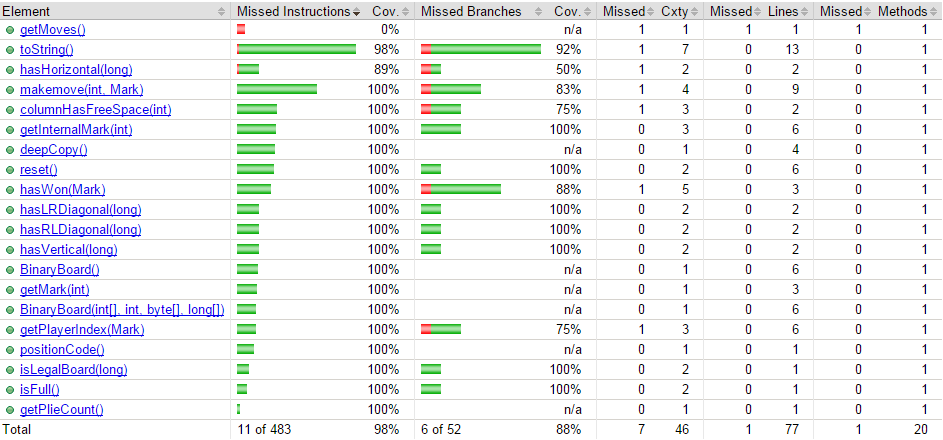 Element Missed Instructions Cov. Missed Branches Cov. Missed Cxty Missed Lines Missed Methods
getMoves() 0% n/a 1 1 1 1 1 1
toString() 98% 92% 1 7 0 13 0 1
hasHorizontal(long) 89% 50% 1 2 0 2 0 1
makemove(int, Mark) 100% 83% 1 4 0 9 0 1
columnHasFreeSpace(int) 100% 75% 1 3 0 2 0 1
getInternalMark(int) 100% 100% 0 3 0 6 0 1
deepCopy() 100% n/a 0 1 0 4 0 1
reset() 100% 100% 0 2 0 6 0 1
hasWon(Mark) 100% 88% 1 5 0 3 0 1
hasLRDiagonal(long) 100% 100% 0 2 0 2 0 1
hasRLDiagonal(long) 100% 100% 0 2 0 2 0 1
hasVertical(long) 100% 100% 0 2 0 2 0 1
BinaryBoard() 100% n/a 0 1 0 6 0 1
getMark(int) 100% n/a 0 1 0 3 0 1
BinaryBoard(int[], int, byte[], long[]) 100% n/a 0 1 0 6 0 1
getPlayerIndex(Mark) 100% 75% 1 3 0 6 0 1
positionCode() 100% n/a 0 1 0 1 0 1
isLegalBoard(long) 100% 100% 0 2 0 1 0 1
isFull() 100% 100% 0 2 0 1 0 1
getPlieCount() 100% n/a 0 1 0 1 0 1
Total 11 of 483 98% 6 of 52 88% 7 46 1 77 1 20